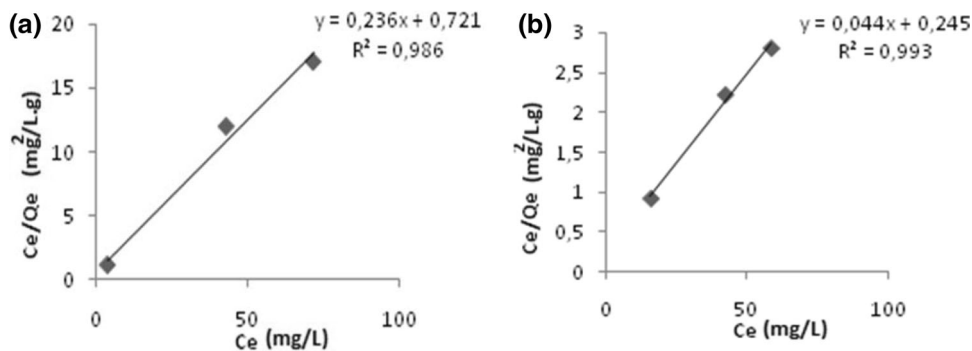 (a)
y = 0,236x + 0,721
R² = 0,986
20
15
10
5
0
Ce/Qe (mg²/L.g)
0 50 100
Ce (mg/L)
(b)
y = 0,044x + 0,245
R² = 0,993
3
2,5
2
1,5
1
0,5
0
Ce/Qe (mg²/L.g)
0 50 100
Ce (mg/L)